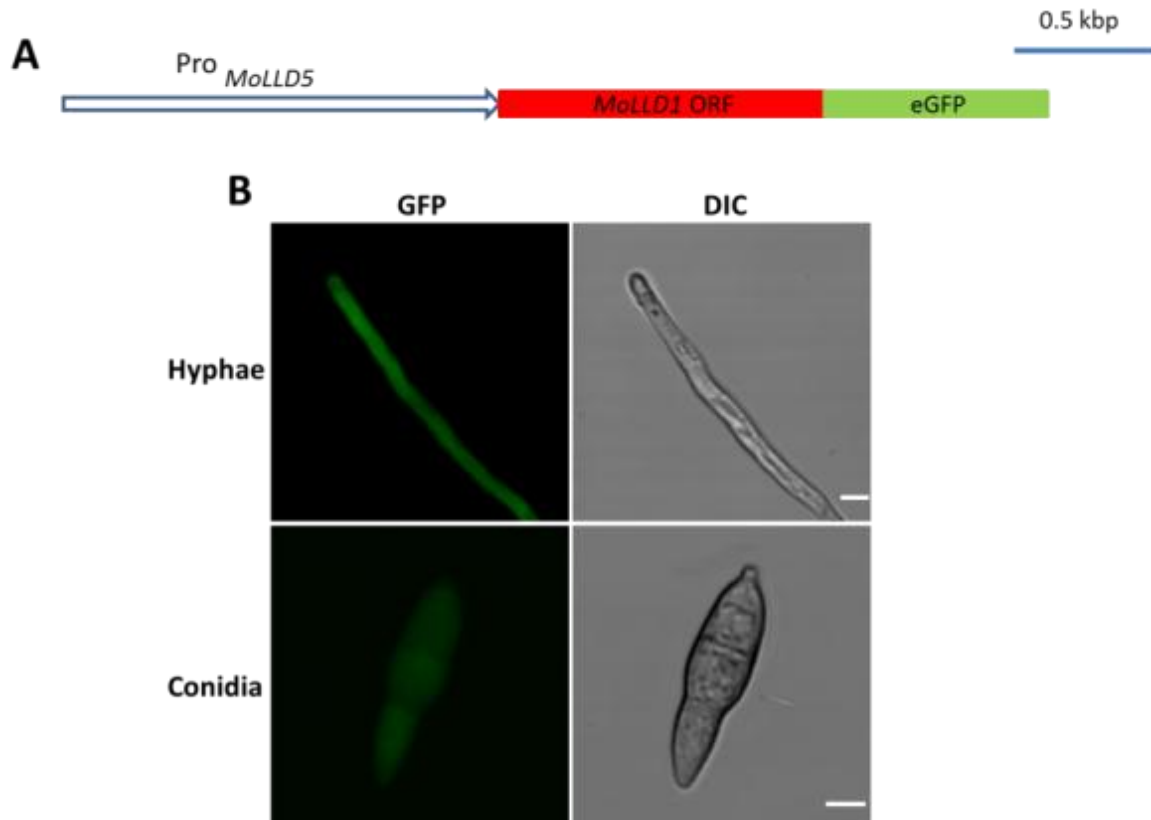 0.5 kbp
A
Pro MoLLD5
MoLLD1 ORF
eGFP
B
GFP
DIC
Hyphae
Conidia